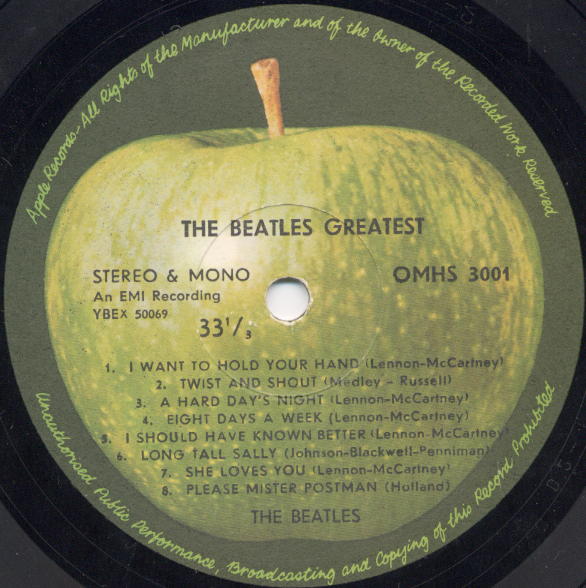 Apple Records-All Rights of the Manufacturer and of the Owner of the Recorded Work Reserved
THE BEATLES GREATEST
STEREO & MONO
OMHS 3001
An EMI Recording
YBEX 50069
33 1/3
1. I WANT TO HOLD YOUR HAND (Lennon-McCartney)
2. TWIST AND SHOUT (Medley - Russell)
3. A HARD DAY'S NIGHT (Lennon-McCartney)
4. EIGHT DAYS A WEEK (Lennon-McCartney)
5. I SHOULD HAVE KNOWN BETTER (Lennon-McCartney)
6. LONG TALL SALLY (Johnson-Blackwell-Penniman)
7. SHE LOVES YOU (Lennon-McCartney)
8. PLEASE MISTER POSTMAN (Holland)
THE BEATLES
Unauthorised Public Performance, Broadcasting and Copying of this Record Prohibited